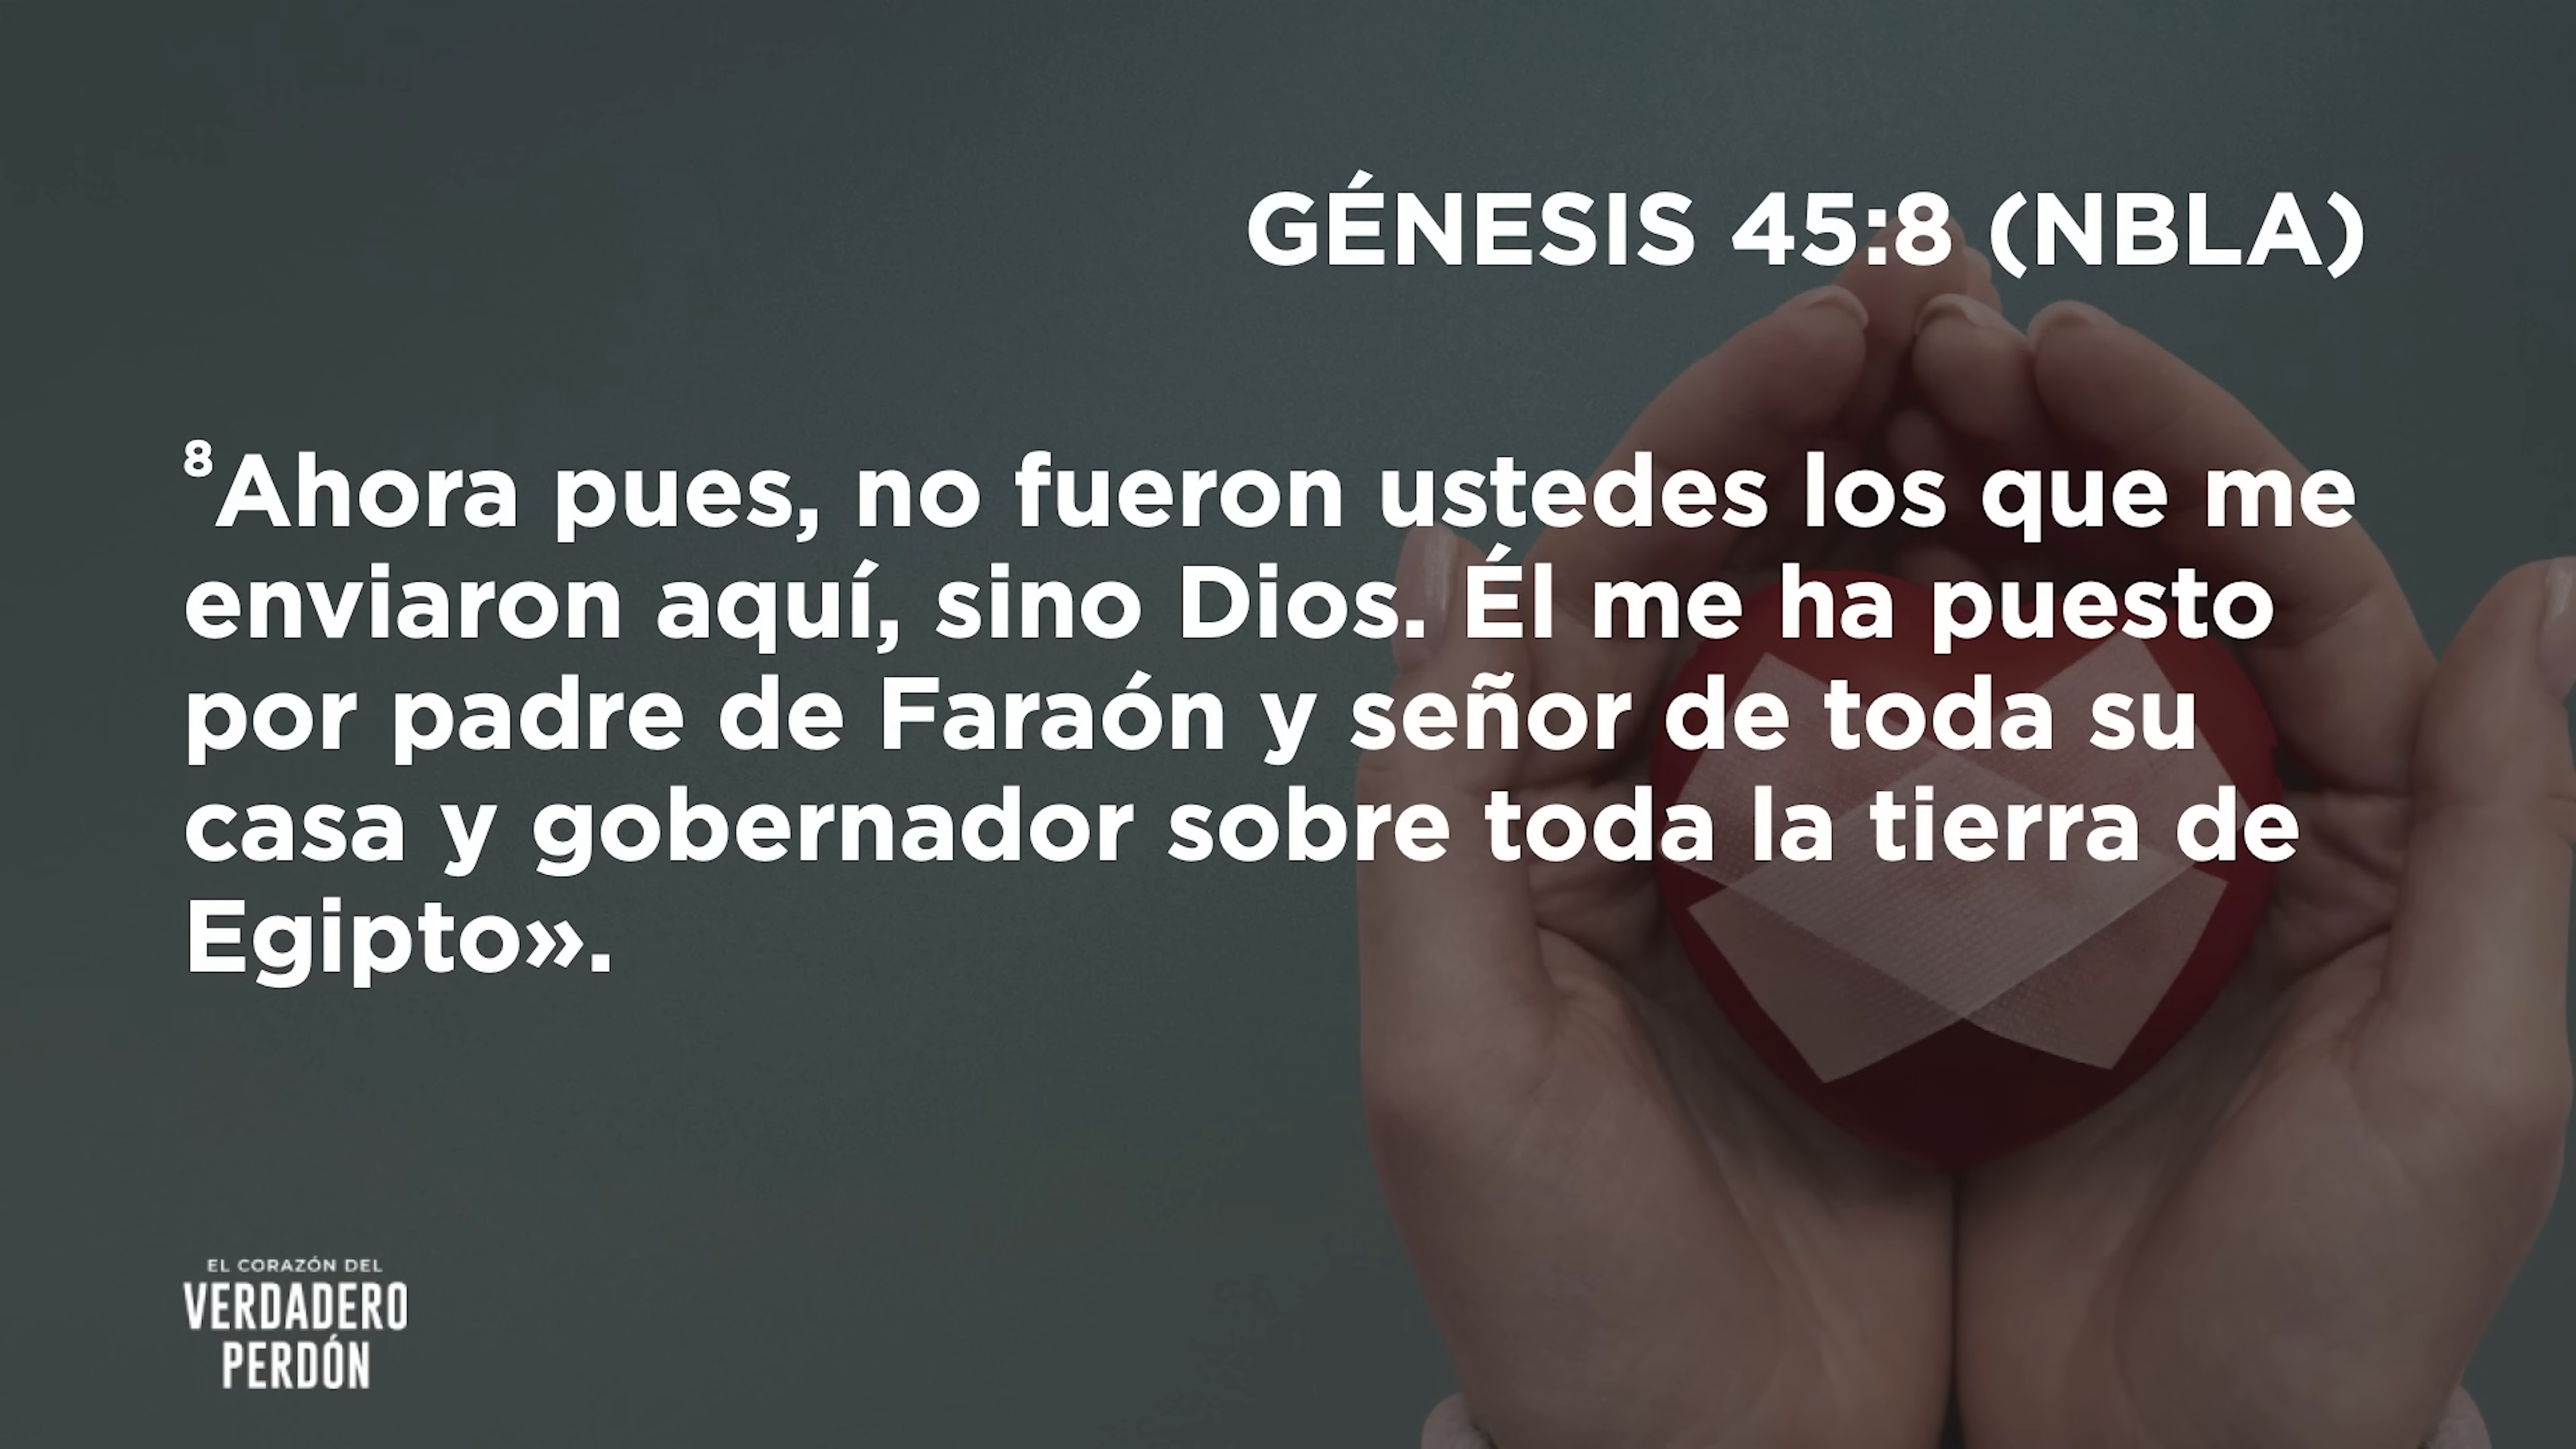 GÉNESIS 45:8 (NBLA)
⁸Ahora pues, no fueron ustedes los que me
enviaron aquí, sino Dios. Él me ha puesto
por padre de Faraón y señor de toda su
casa y gobernador sobre toda la tierra de
Egipto».
EL CORAZÓN DEL
VERDADERO
PERDÓN